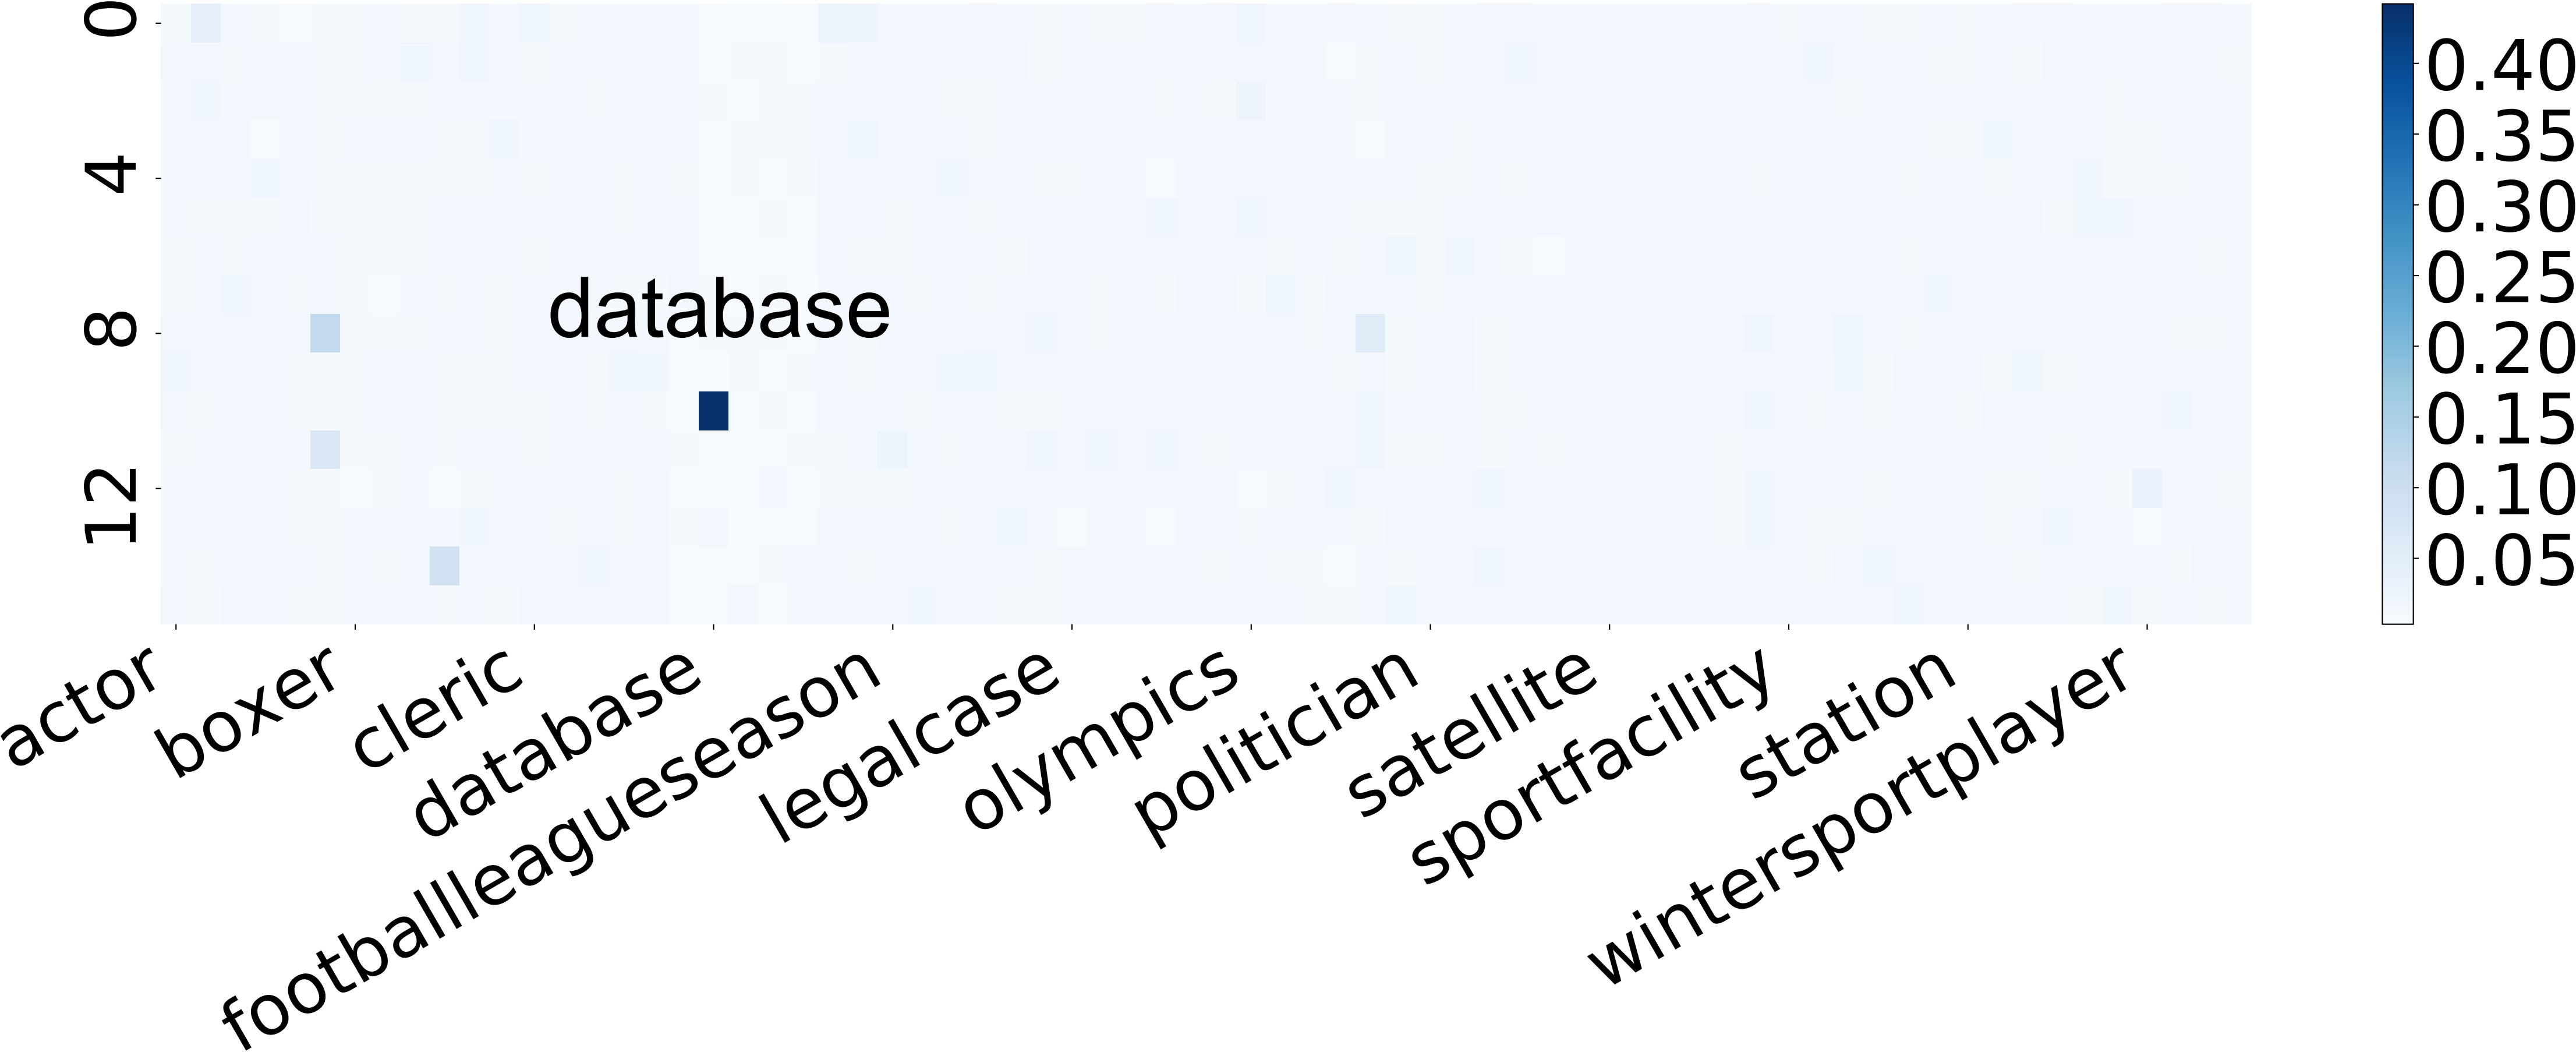 0
4
8
12
database
actor
boxer
cleric
database
footballleagueseason
legalcase
olympics
politician
satellite
sportfacility
station
wintersportplayer
0.40
0.35
0.30
0.25
0.20
0.15
0.10
0.05